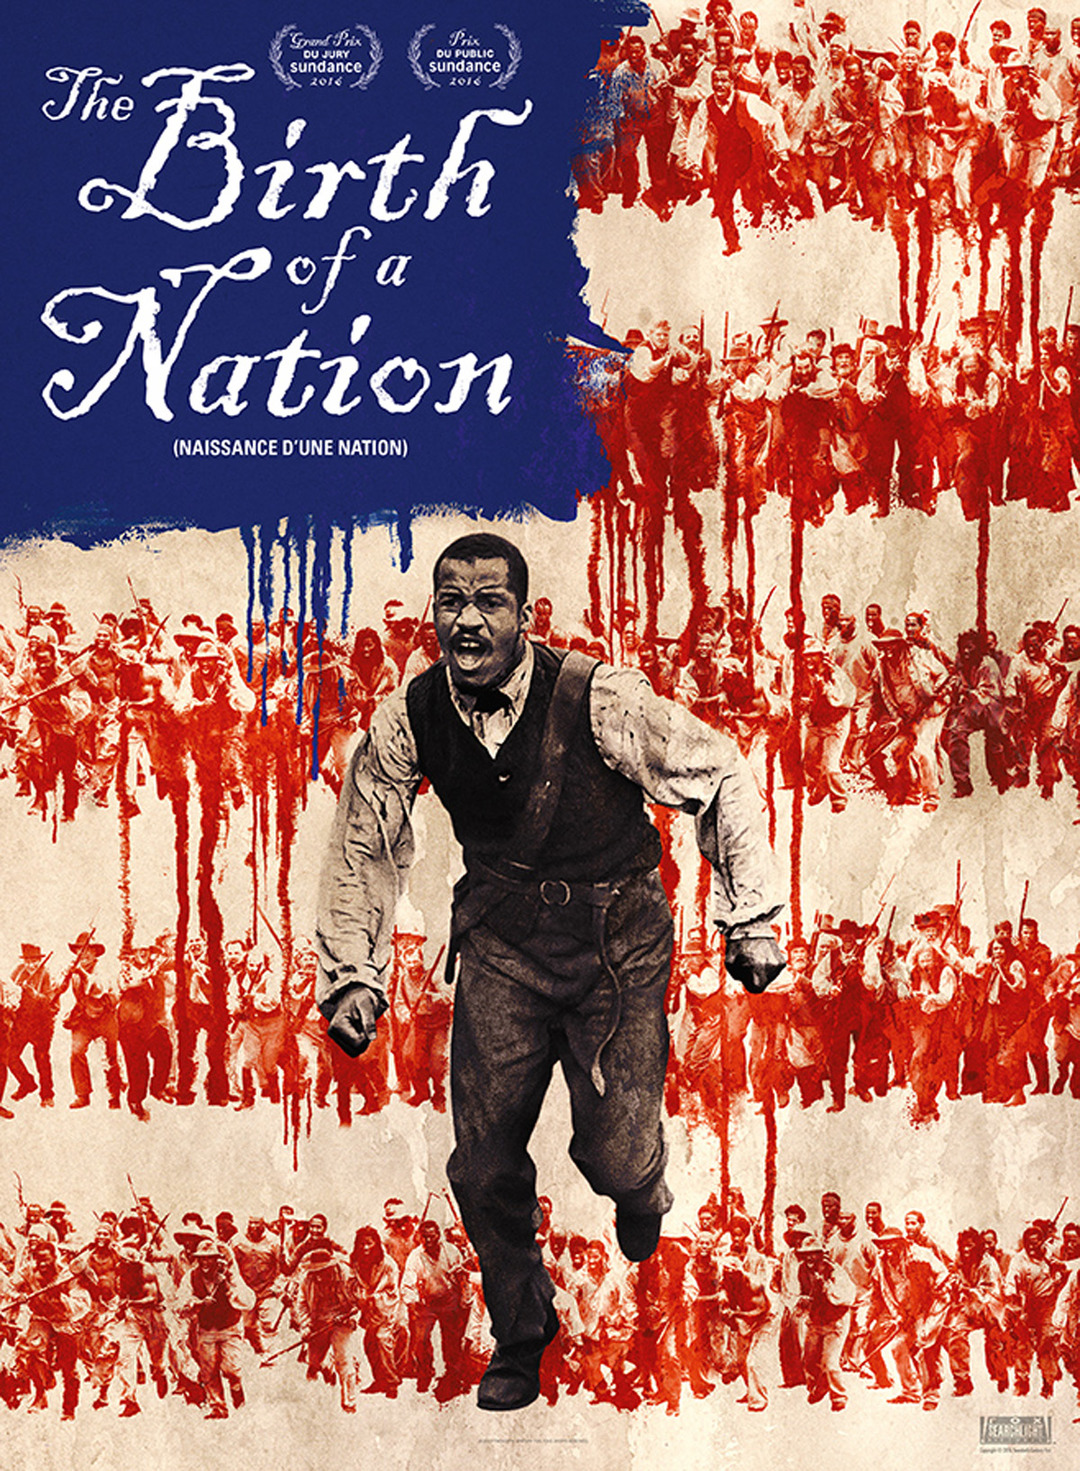 Grand Prix
DU JURY
sundance
2016
Prix
DU PUBLIC
sundance
2016
The
Birth
of a
Nation
(NAISSANCE D'UNE NATION)
FOX
SEARCHLIGHT